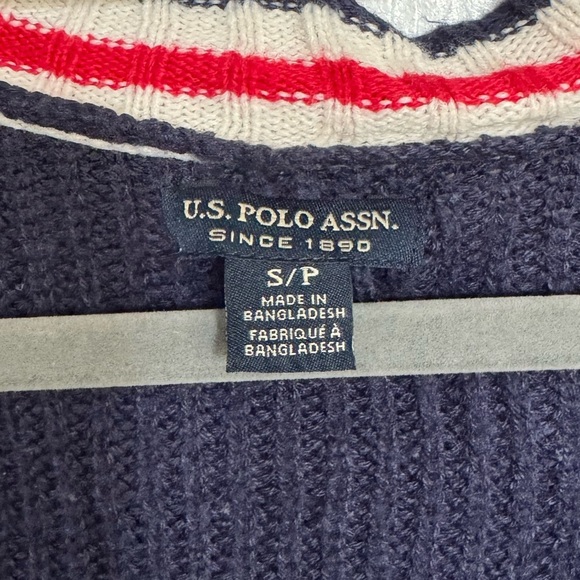 U.S. POLO ASSN.
SINCE 1890
S/P
MADE IN
BANGLADESH
FABRIQUÉ À
BANGLADESH